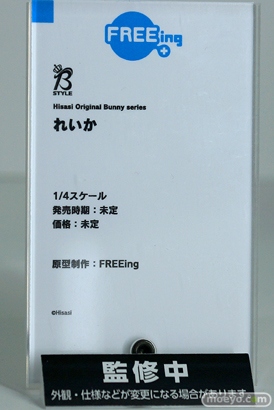 FREEing
B
STYLE
Hisasi Original Bunny series
れいか
1/4スケール
発売時期：未定
価格：未定
原型制作：FREEing
©Hisasi
監修中
外観・仕様などが変更になる場合があります
moeyo.com